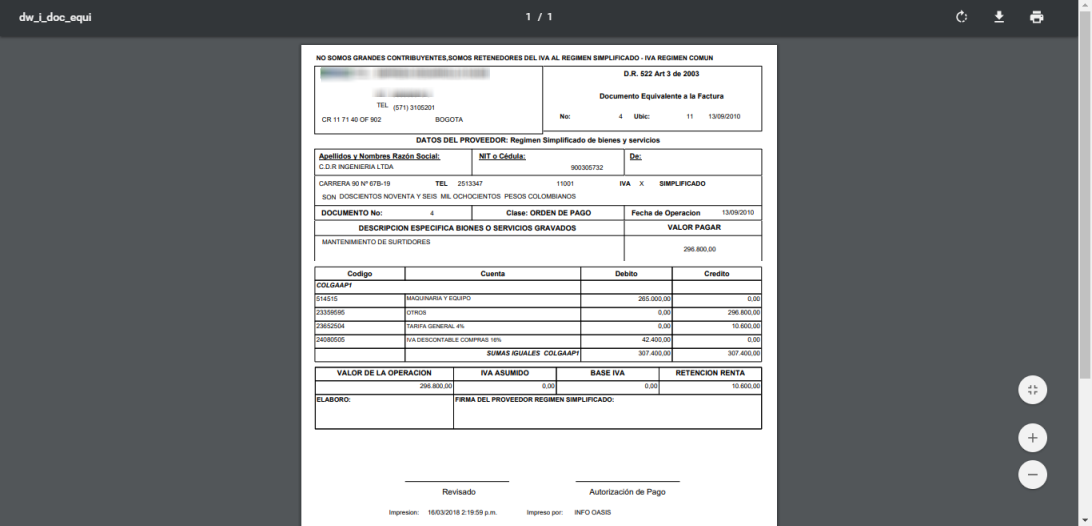 dw_i_doc_equi
1 / 1
NO SOMOS GRANDES CONTRIBUYENTES,SOMOS RETENEDORES DEL IVA AL REGIMEN SIMPLIFICADO - IVA REGIMEN COMUN
D.R. 522 Art 3 de 2003
Documento Equivalente a la Factura
TEL (571) 3105201
No: 4 Ubic: 11 13/09/2010
CR 11 71 40 OF 902 BOGOTA
DATOS DEL PROVEEDOR: Regimen Simplificado de bienes y servicios
Apellidos y Nombres Razón Social: NIT o Cédula: De:
C.D.R INGENIERIA LTDA 900305732
CARRERA 90 Nº 67B-19 TEL 2513347 11001 IVA X SIMPLIFICADO
SON DOSCIENTOS NOVENTA Y SEIS MIL OCHOCIENTOS PESOS COLOMBIANOS
DOCUMENTO No: 4 Clase: ORDEN DE PAGO Fecha de Operacion 13/09/2010
DESCRIPCION ESPECIFICA BIONES O SERVICIOS GRAVADOS VALOR PAGAR
MANTENIMIENTO DE SURTIDORES
296.800,00
Codigo Cuenta Debito Credito
COLGAAP1
514515 MAQUINARIA Y EQUIPO 265.000,00 0,00
23359595 OTROS 0,00 296.800,00
23652504 TARIFA GENERAL 4% 0,00 10.600,00
24080505 IVA DESCONTABLE COMPRAS 16% 42.400,00 0,00
SUMAS IGUALES COLGAAP1 307.400,00 307.400,00
VALOR DE LA OPERACION IVA ASUMIDO BASE IVA RETENCION RENTA
296.800,00 0,00 0,00 10.600,00
ELABORO: FIRMA DEL PROVEEDOR REGIMEN SIMPLIFICADO:
Revisado Autorización de Pago
Impresion: 16/03/2018 2:19:59 p.m. Impreso por: INFO OASIS